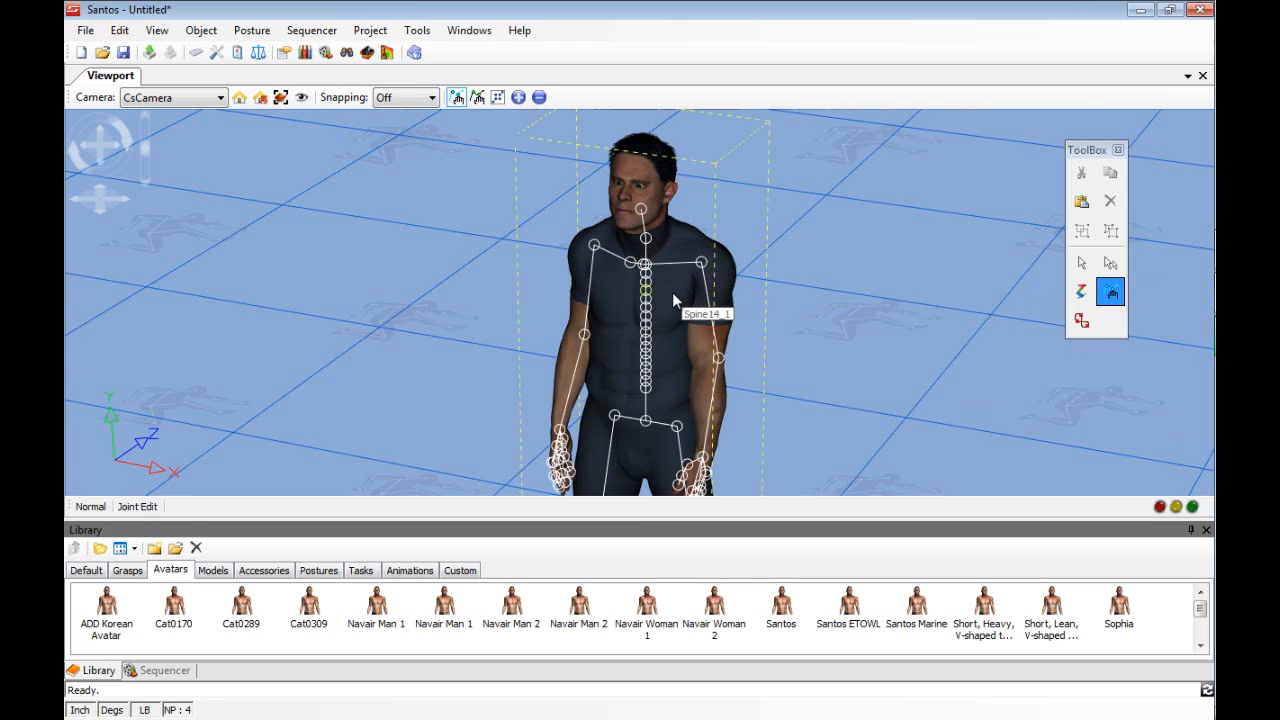 Santos - Untitled*
File Edit View Object Posture Sequencer Project Tools Windows Help
Viewport
Camera: CsCamera Snapping: Off
ToolBox
Spine14_1
Y
Z
X
Normal Joint Edit
Library
Default Grasps Avatars Models Accessories Postures Tasks Animations Custom
ADD Korean Avatar
Cat0170
Cat0289
Cat0309
Navair Man 1
Navair Man 1
Navair Man 2
Navair Man 2
Navair Woman 1
Navair Woman 2
Santos
Santos ETOWL
Santos Marine
Short, Heavy, V-shaped t...
Short, Lean, V-shaped ...
Sophia
Library Sequencer
Ready.
Inch Degs LB NP : 4